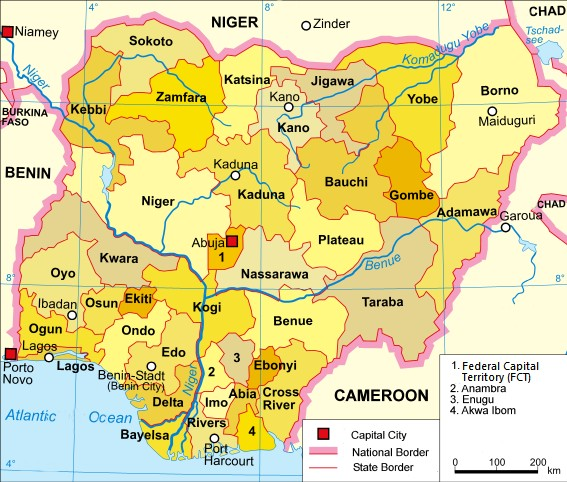 4°
8°
12°
CHAD
NIGER
Zinder
Niamey
Tschad-
see
Sokoto
Komadugu Yobe
Katsina
Jigawa
Niger
Kano
Borno
Kebbi
Zamfara
Yobe
BURKINA
FASO
Kano
Maiduguri
BENIN
Kaduna
Bauchi
Gombe
Niger
Kaduna
CHAD
Adamawa
Garoua
Plateau
Abuja
1
Kwara
Benue
Nassarawa
Oyo
8°
8°
Taraba
Ekiti
Osun
Kogi
Ibadan
Benue
Ogun
Ondo
Lagos
Edo
Porto
Novo
Lagos
2
3
Ebonyi
Benin-Stadt
(Benin City)
Niger
CAMEROON
Abia
Cross
River
Imo
Delta
Atlantic
Ocean
Rivers
Bayelsa
4
Port
Harcourt
4°
1. Federal Capital
Territory (FCT)
2. Anambra
3. Enugu
4. Akwa Ibom
Capital City
National Border
State Border
0
100
200
km